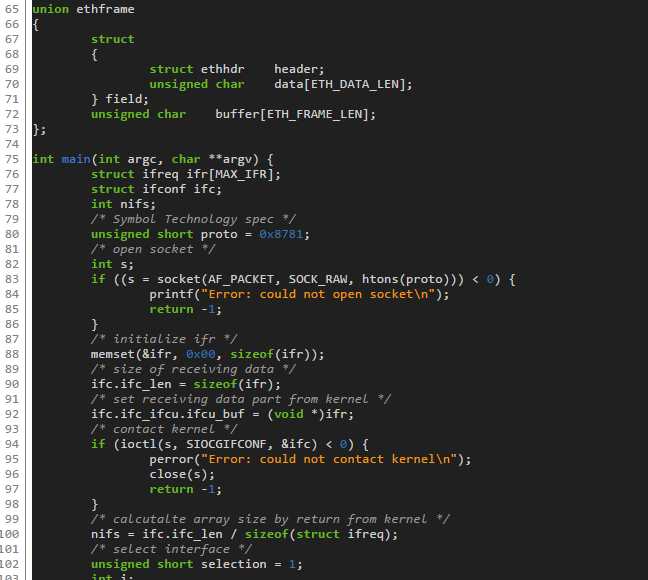 65 union ethframe
66 {
67         struct
68         {
69                 struct ethhdr    header;
70                 unsigned char    data[ETH_DATA_LEN];
71         } field;
72         unsigned char    buffer[ETH_FRAME_LEN];
73 };
74
75 int main(int argc, char **argv) {
76         struct ifreq ifr[MAX_IFR];
77         struct ifconf ifc;
78         int nifs;
79         /* Symbol Technology spec */
80         unsigned short proto = 0x8781;
81         /* open socket */
82         int s;
83         if ((s = socket(AF_PACKET, SOCK_RAW, htons(proto))) < 0) {
84                 printf("Error: could not open socket\n");
85                 return -1;
86         }
87         /* initialize ifr */
88         memset(&ifr, 0x00, sizeof(ifr));
89         /* size of receiving data */
90         ifc.ifc_len = sizeof(ifr);
91         /* set receiving data part from kernel */
92         ifc.ifc_ifcu.ifcu_buf = (void *)ifr;
93         /* contact kernel */
94         if (ioctl(s, SIOCGIFCONF, &ifc) < 0) {
95                 perror("Error: could not contact kernel\n");
96                 close(s);
97                 return -1;
98         }
99         /* calcutalte array size by return from kernel */
100         nifs = ifc.ifc_len / sizeof(struct ifreq);
101         /* select interface */
102         unsigned short selection = 1;
103         int i;